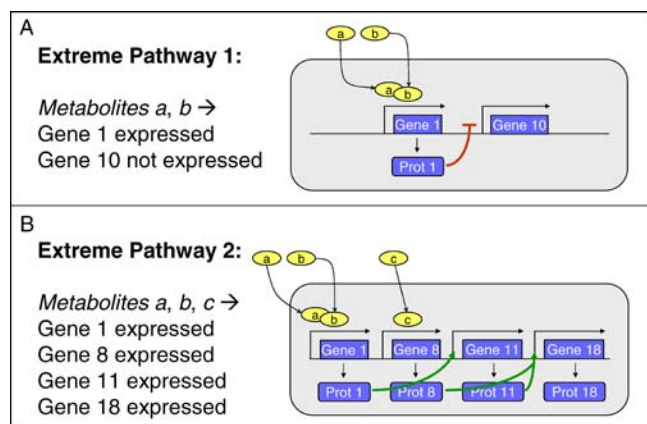 A
Extreme Pathway 1:
Metabolites a, b →
Gene 1 expressed
Gene 10 not expressed
a b
a b
Gene 1 Gene 10
Prot 1
B
Extreme Pathway 2:
Metabolites a, b, c →
Gene 1 expressed
Gene 8 expressed
Gene 11 expressed
Gene 18 expressed
a b c
a b c
Gene 1 Gene 8 Gene 11 Gene 18
Prot 1 Prot 8 Prot 11 Prot 18